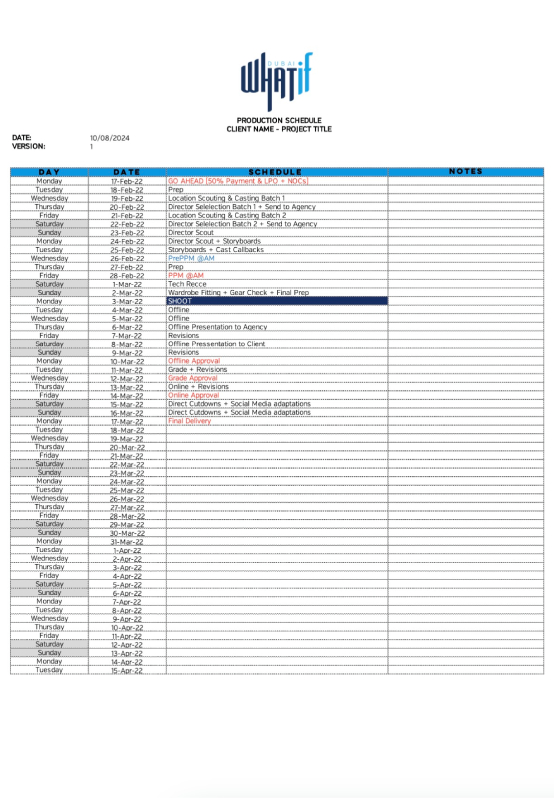 DUBAI
whatif
PRODUCTION SCHEDULE
CLIENT NAME - PROJECT TITLE
DATE: 10/08/2024
VERSION: 1
DAY DATE SCHEDULE NOTES
Monday 17-Feb-22 GO AHEAD (50% Payment & LPO + NOCs)
Tuesday 18-Feb-22 Prep
Wednesday 19-Feb-22 Location Scouting & Casting Batch 1
Thursday 20-Feb-22 Director Selelection Batch 1 + Send to Agency
Friday 21-Feb-22 Location Scouting & Casting Batch 2
Saturday 22-Feb-22 Director Selelection Batch 2 + Send to Agency
Sunday 23-Feb-22 Director Scout
Monday 24-Feb-22 Director Scout + Storyboards
Tuesday 25-Feb-22 Storyboards + Cast Callbacks
Wednesday 26-Feb-22 PrePPM @AM
Thursday 27-Feb-22 Prep
Friday 28-Feb-22 PPM @AM
Saturday 1-Mar-22 Tech Recce
Sunday 2-Mar-22 Wardrobe Fitting + Gear Check + Final Prep
Monday 3-Mar-22 SHOOT
Tuesday 4-Mar-22 Offline
Wednesday 5-Mar-22 Offline
Thursday 6-Mar-22 Offline Presentation to Agency
Friday 7-Mar-22 Revisions
Saturday 8-Mar-22 Offline Pressentation to Client
Sunday 9-Mar-22 Revisions
Monday 10-Mar-22 Offline Approval
Tuesday 11-Mar-22 Grade + Revisions
Wednesday 12-Mar-22 Grade Approval
Thursday 13-Mar-22 Online + Revisions
Friday 14-Mar-22 Online Approval
Saturday 15-Mar-22 Direct Cutdowns + Social Media adaptations
Sunday 16-Mar-22 Direct Cutdowns + Social Media adaptations
Monday 17-Mar-22 Final Delivery
Tuesday 18-Mar-22
Wednesday 19-Mar-22
Thursday 20-Mar-22
Friday 21-Mar-22
Saturday 22-Mar-22
Sunday 23-Mar-22
Monday 24-Mar-22
Tuesday 25-Mar-22
Wednesday 26-Mar-22
Thursday 27-Mar-22
Friday 28-Mar-22
Saturday 29-Mar-22
Sunday 30-Mar-22
Monday 31-Mar-22
Tuesday 1-Apr-22
Wednesday 2-Apr-22
Thursday 3-Apr-22
Friday 4-Apr-22
Saturday 5-Apr-22
Sunday 6-Apr-22
Monday 7-Apr-22
Tuesday 8-Apr-22
Wednesday 9-Apr-22
Thursday 10-Apr-22
Friday 11-Apr-22
Saturday 12-Apr-22
Sunday 13-Apr-22
Monday 14-Apr-22
Tuesday 15-Apr-22